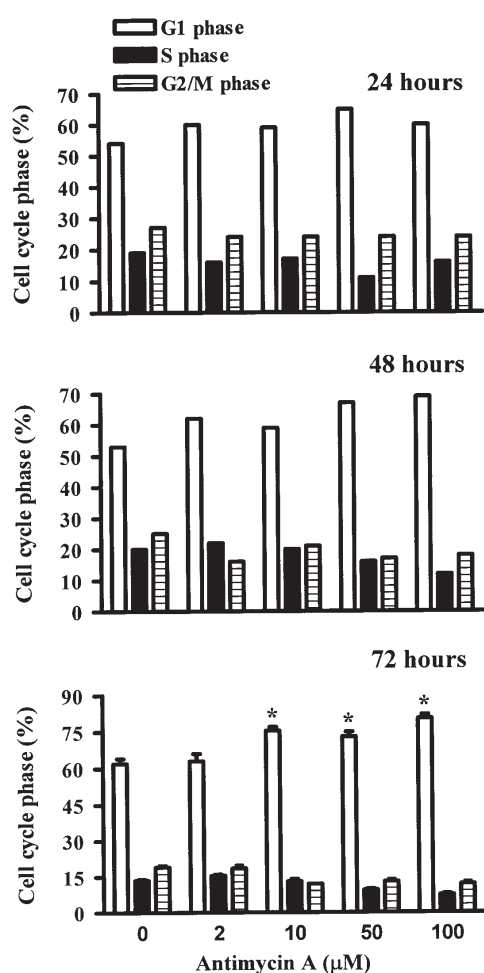 G1 phase
S phase
G2/M phase
24 hours
Cell cycle phase (%)
70
60
50
40
30
20
10
0
48 hours
Cell cycle phase (%)
70
60
50
40
30
20
10
0
72 hours
Cell cycle phase (%)
90
75
60
45
30
15
0
* * *
0 2 10 50 100
Antimycin A (μM)